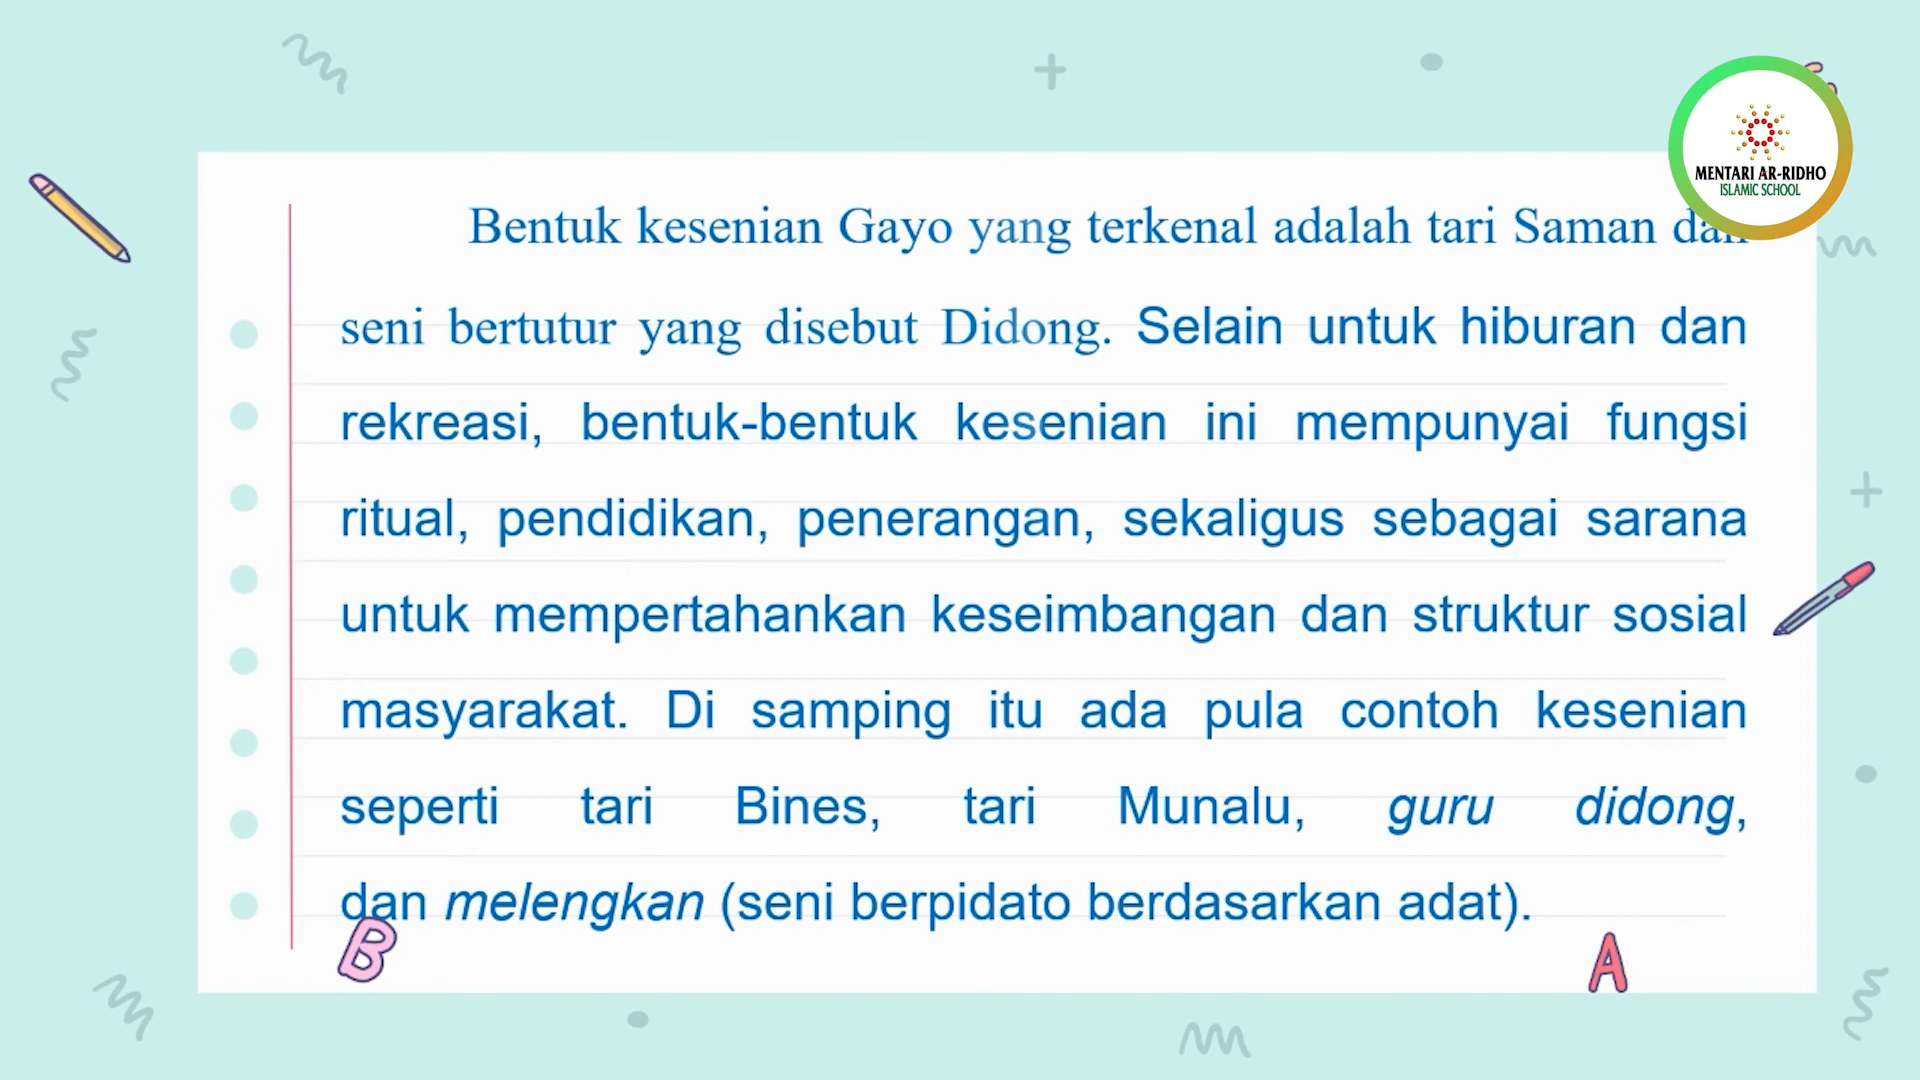 MENTARI AR-RIDHO
ISLAMIC SCHOOL
Bentuk kesenian Gayo yang terkenal adalah tari Saman dan
seni bertutur yang disebut Didong. Selain untuk hiburan dan
rekreasi, bentuk-bentuk kesenian ini mempunyai fungsi
ritual, pendidikan, penerangan, sekaligus sebagai sarana
untuk mempertahankan keseimbangan dan struktur sosial
masyarakat. Di samping itu ada pula contoh kesenian
seperti tari Bines, tari Munalu, guru didong,
dan melengkan (seni berpidato berdasarkan adat).
B
A